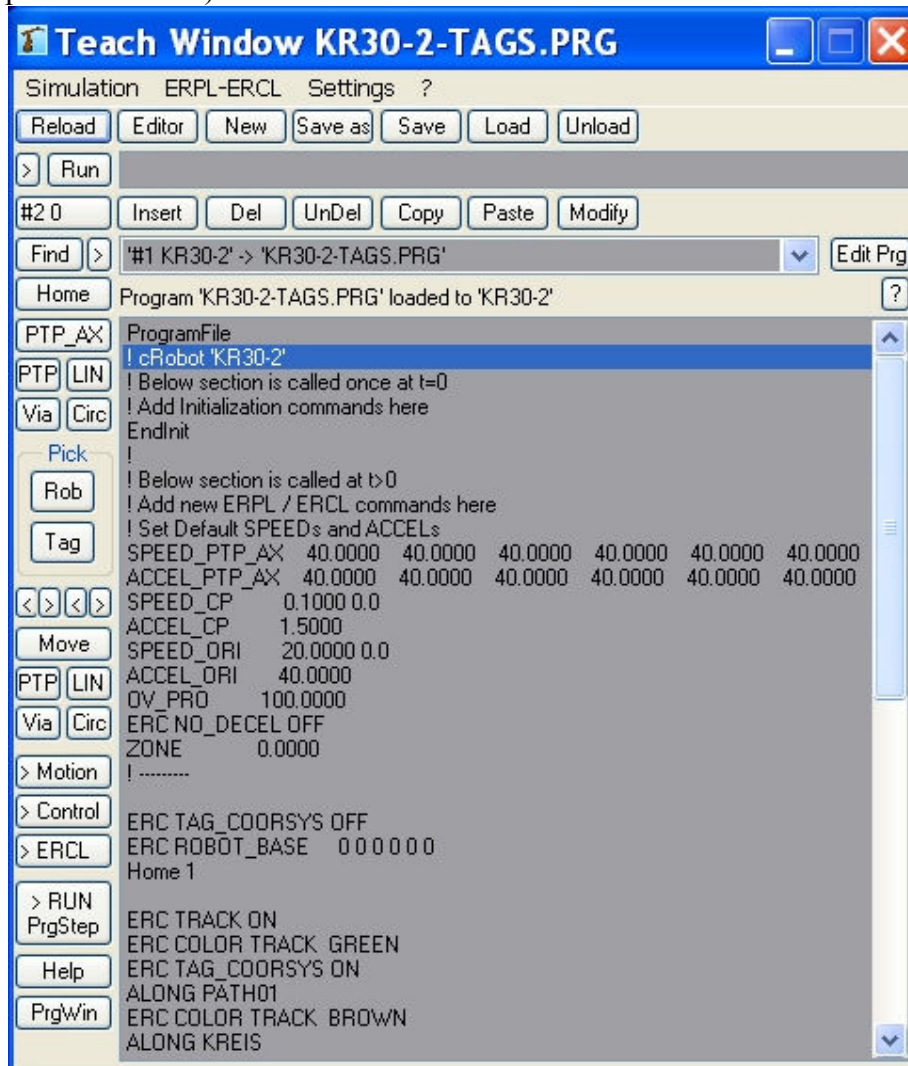 Teach Window KR30-2-TAGS.PRG
Simulation ERPL-ERCL Settings ?
Reload Editor New Save as Save Load Unload
> Run
#2 0 Insert Del UnDel Copy Paste Modify
Find > '#1 KR30-2' -> 'KR30-2-TAGS.PRG' Edit Prg
Home Program 'KR30-2-TAGS.PRG' loaded to 'KR30-2' ?
PTP_AX
PTP LIN
Via Circ
Pick
Rob
Tag
< > < >
Move
PTP LIN
Via Circ
> Motion
> Control
> ERCL
> RUN
PrgStep
Help
PrgWin
ProgramFile
! cRobot 'KR30-2'
! Below section is called once at t=0
! Add Initialization commands here
EndInit
!
! Below section is called at t>0
! Add new ERPL / ERCL commands here
! Set Default SPEEDs and ACCELs
SPEED_PTP_AX 40.0000 40.0000 40.0000 40.0000 40.0000 40.0000
ACCEL_PTP_AX 40.0000 40.0000 40.0000 40.0000 40.0000 40.0000
SPEED_CP 0.1000 0.0
ACCEL_CP 1.5000
SPEED_ORI 20.0000 0.0
ACCEL_ORI 40.0000
OV_PRO 100.0000
ERC NO_DECEL OFF
ZONE 0.0000
! ---------
ERC TAG_COORSYS OFF
ERC ROBOT_BASE 0 0 0 0 0 0
Home 1
ERC TRACK ON
ERC COLOR TRACK GREEN
ERC TAG_COORSYS ON
ALONG PATH01
ERC COLOR TRACK BROWN
ALONG KREIS